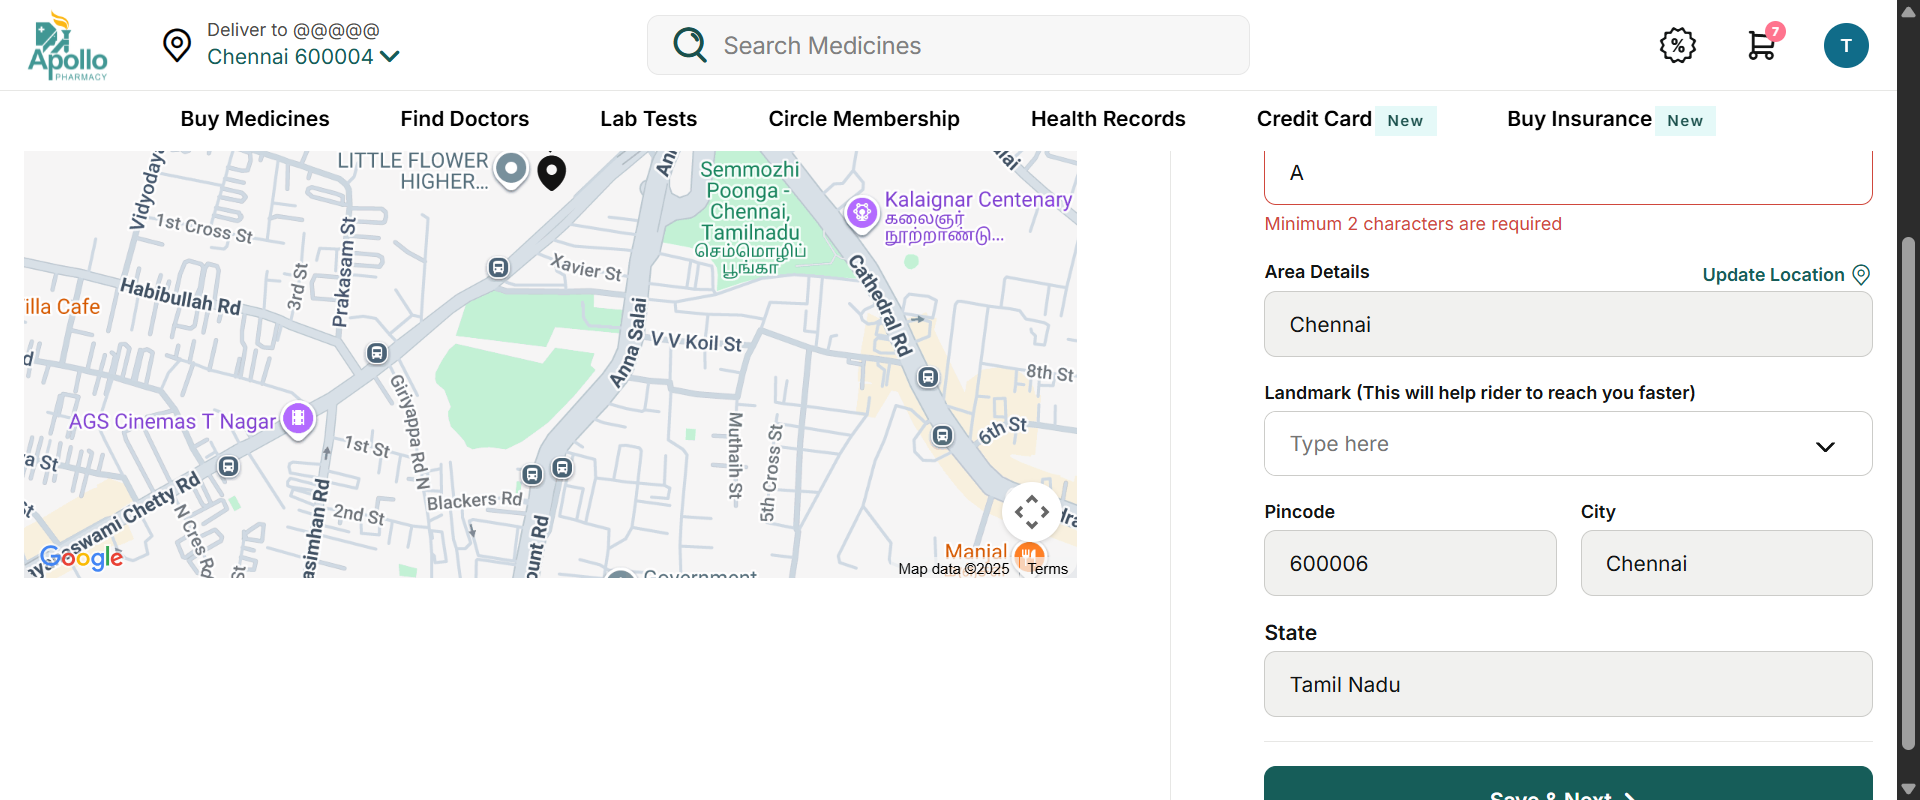 Apollo
PHARMACY
Deliver to @@@@@
Chennai 600004
Search Medicines
%
7
T
Buy Medicines
Find Doctors
Lab Tests
Circle Membership
Health Records
Credit Card New
Buy Insurance New
LITTLE FLOWER
HIGHER...
Semmozhi
Poonga -
Chennai,
Tamilnadu
செம்மொழிப்
பூங்கா
Kalaignar Centenary
கலைஞர்
நூற்றாண்டு...
1st Cross St
Xavier St
Cathedral Rd
3rd St
Prakasam St
Habibullah Rd
illa Cafe
Anna Salai
V V Koil St
8th St
Giriyappa Rd N
AGS Cinemas T Nagar
1st St
Muthaih St
5th Cross St
6th St
Blackers Rd
2nd St
N Cres Rd
Google
Manjal
Government
Map data ©2025
Terms
A
Minimum 2 characters are required
Area Details
Update Location
Chennai
Landmark (This will help rider to reach you faster)
Type here
Pincode
City
600006
Chennai
State
Tamil Nadu
Save & Next